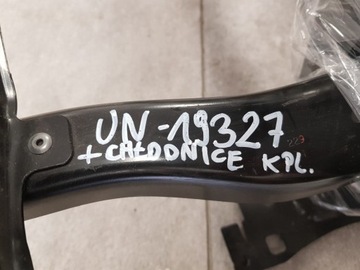 UN-19327
+ CHŁODNICE KPL.